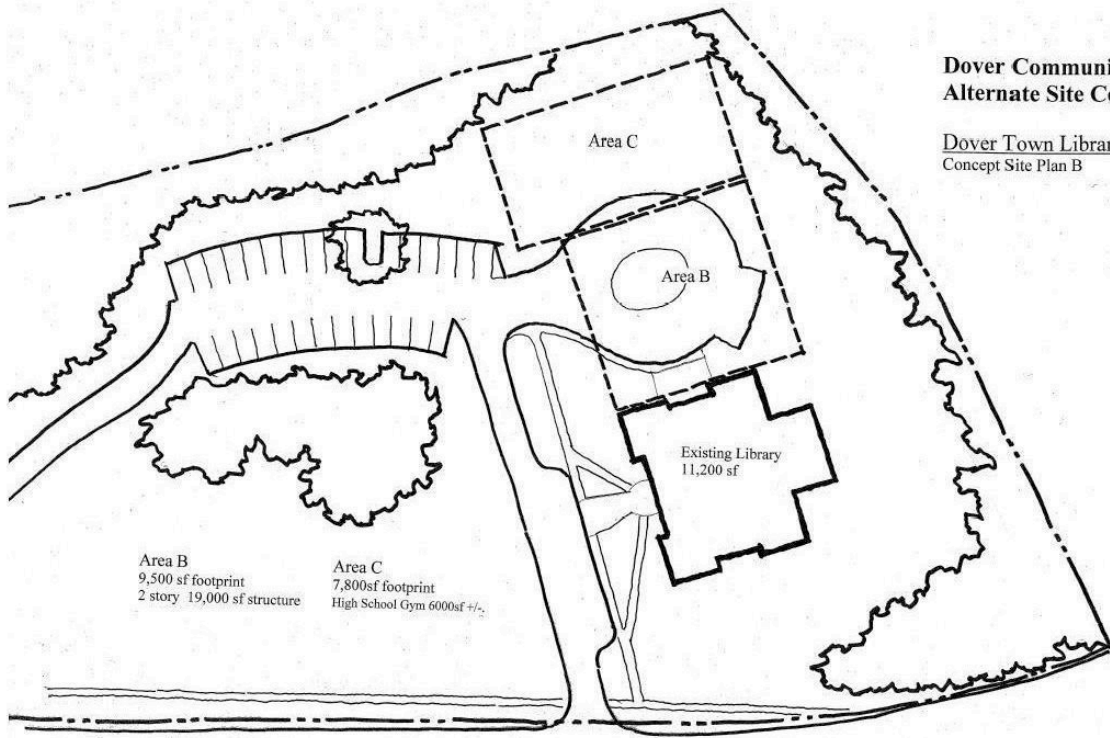 Dover Communi
Alternate Site Co
Dover Town Librar
Concept Site Plan B
Area C
Area B
Existing Library
11,200 sf
Area B
9,500 sf footprint
2 story 19,000 sf structure
Area C
7,800sf footprint
High School Gym 6000sf +/-.